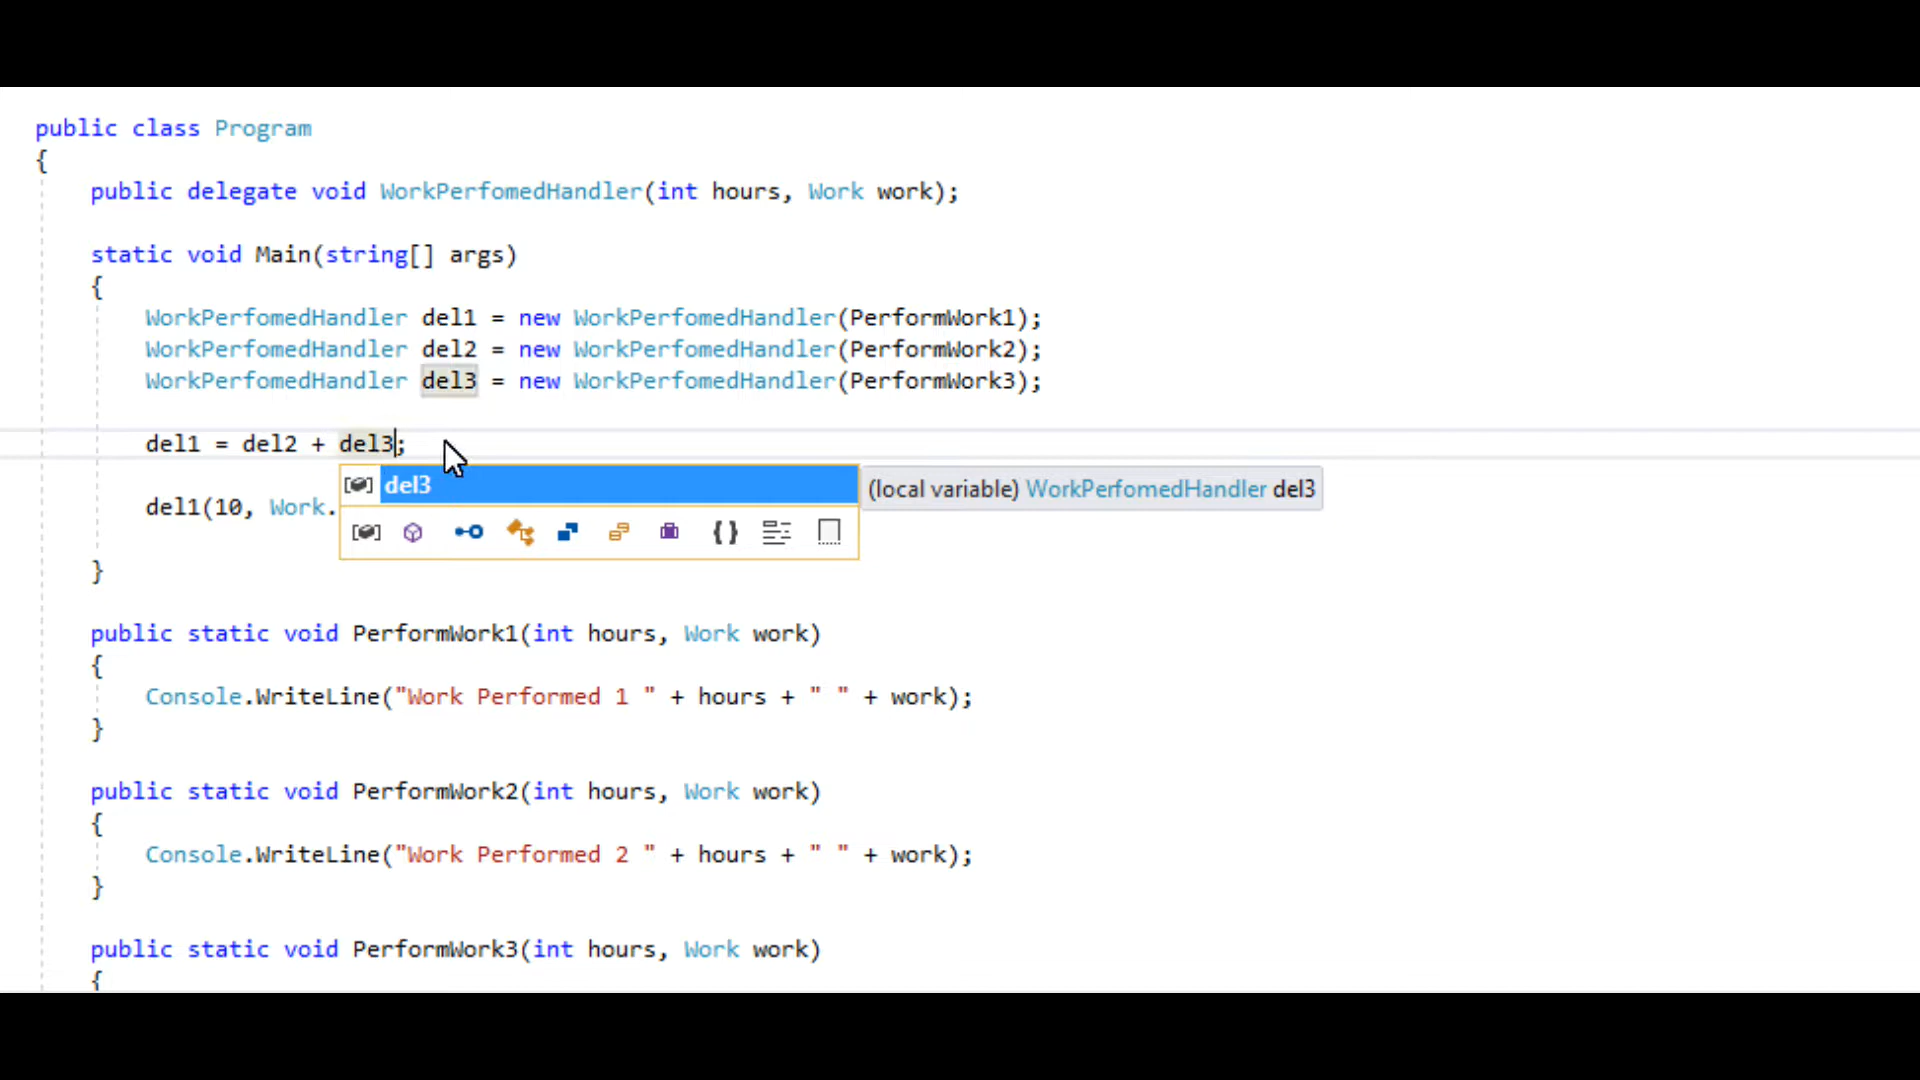 public class Program
{
public delegate void WorkPerfomedHandler(int hours, Work work);
static void Main(string[] args)
{
WorkPerfomedHandler del1 = new WorkPerfomedHandler(PerformWork1);
WorkPerfomedHandler del2 = new WorkPerfomedHandler(PerformWork2);
WorkPerfomedHandler del3 = new WorkPerfomedHandler(PerformWork3);
del1 = del2 + del3;
del3
(local variable) WorkPerfomedHandler del3
del1(10, Work.
}
public static void PerformWork1(int hours, Work work)
{
Console.WriteLine("Work Performed 1 " + hours + " " + work);
}
public static void PerformWork2(int hours, Work work)
{
Console.WriteLine("Work Performed 2 " + hours + " " + work);
}
public static void PerformWork3(int hours, Work work)
{